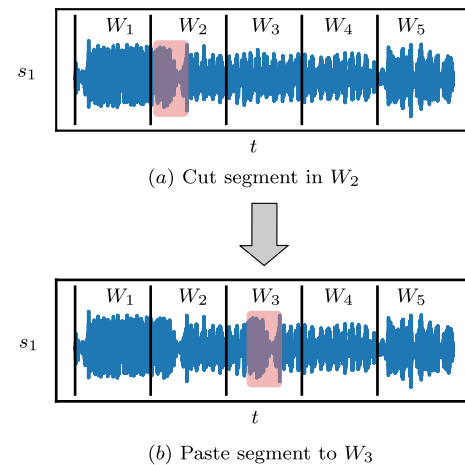 W1 W2 W3 W4 W5
s1
t
(a) Cut segment in W2
W1 W2 W3 W4 W5
s1
t
(b) Paste segment to W3